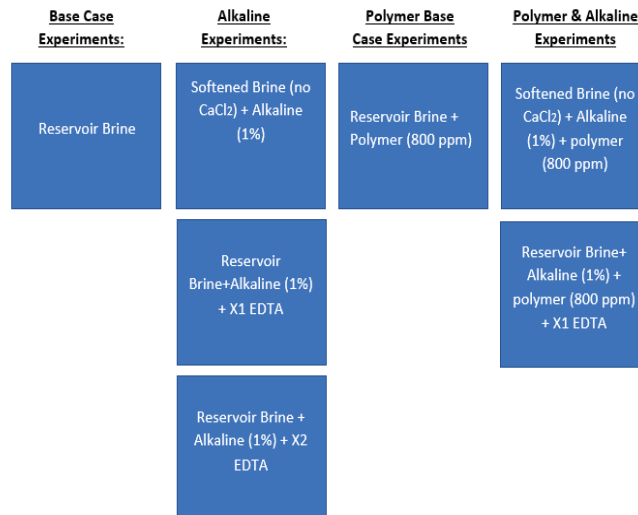 Base Case
Experiments:
Reservoir Brine
Alkaline
Experiments:
Softened Brine (no
CaCl2) + Alkaline
(1%)
Reservoir
Brine+Alkaline (1%)
+ X1 EDTA
Reservoir Brine +
Alkaline (1%) + X2
EDTA
Polymer Base
Case Experiments
Reservoir Brine +
Polymer (800 ppm)
Polymer & Alkaline
Experiments
Softened Brine (no
CaCl2) + Alkaline
(1%) + polymer
(800 ppm)
Reservoir Brine+
Alkaline (1%) +
polymer (800 ppm)
+ X1 EDTA